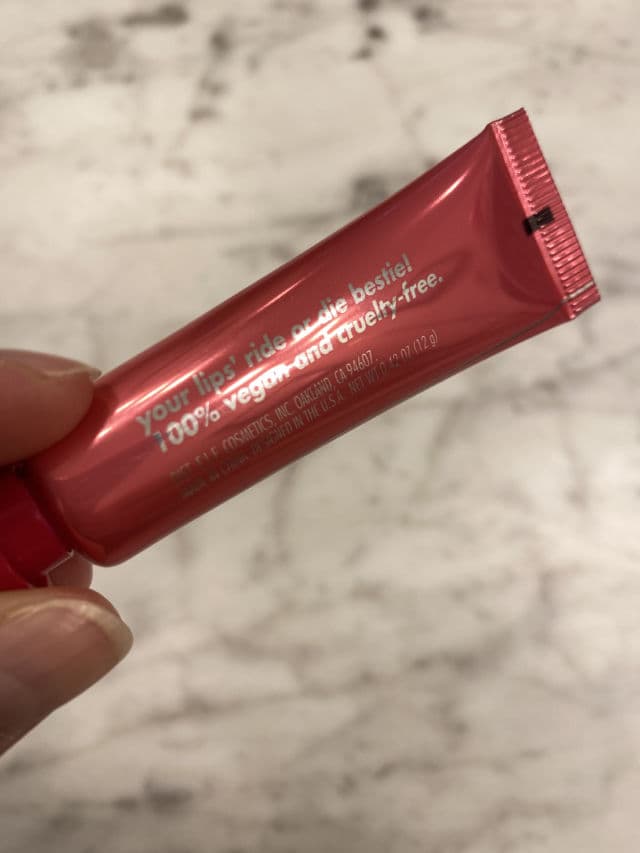 your lips' ride or die bestie!
100% vegan and cruelty-free.
DIST. E.L.F. COSMETICS, INC. OAKLAND, CA 94607
MADE IN CHINA. DESIGNED IN THE U.S.A. NET WT 0.42 OZ (12 g)